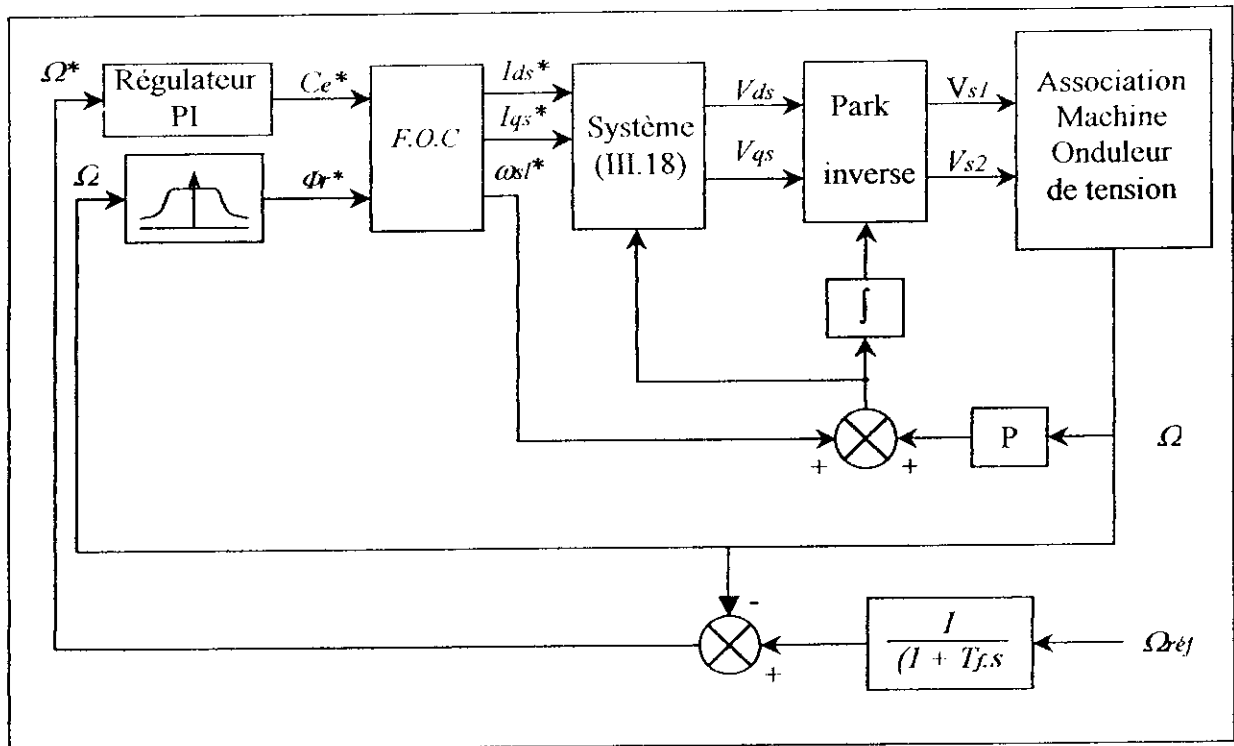 Ω*
Régulateur
PI
Ce*
F.O.C
Ids*
Iqs*
ωsl*
Système
(III.18)
Vds
Vqs
Park
inverse
Vs1
Vs2
Association
Machine
Onduleur
de tension
Ω
Φr*
∫
+
+
P
Ω
-
+
1
(1 + Tf.s
Ωréf